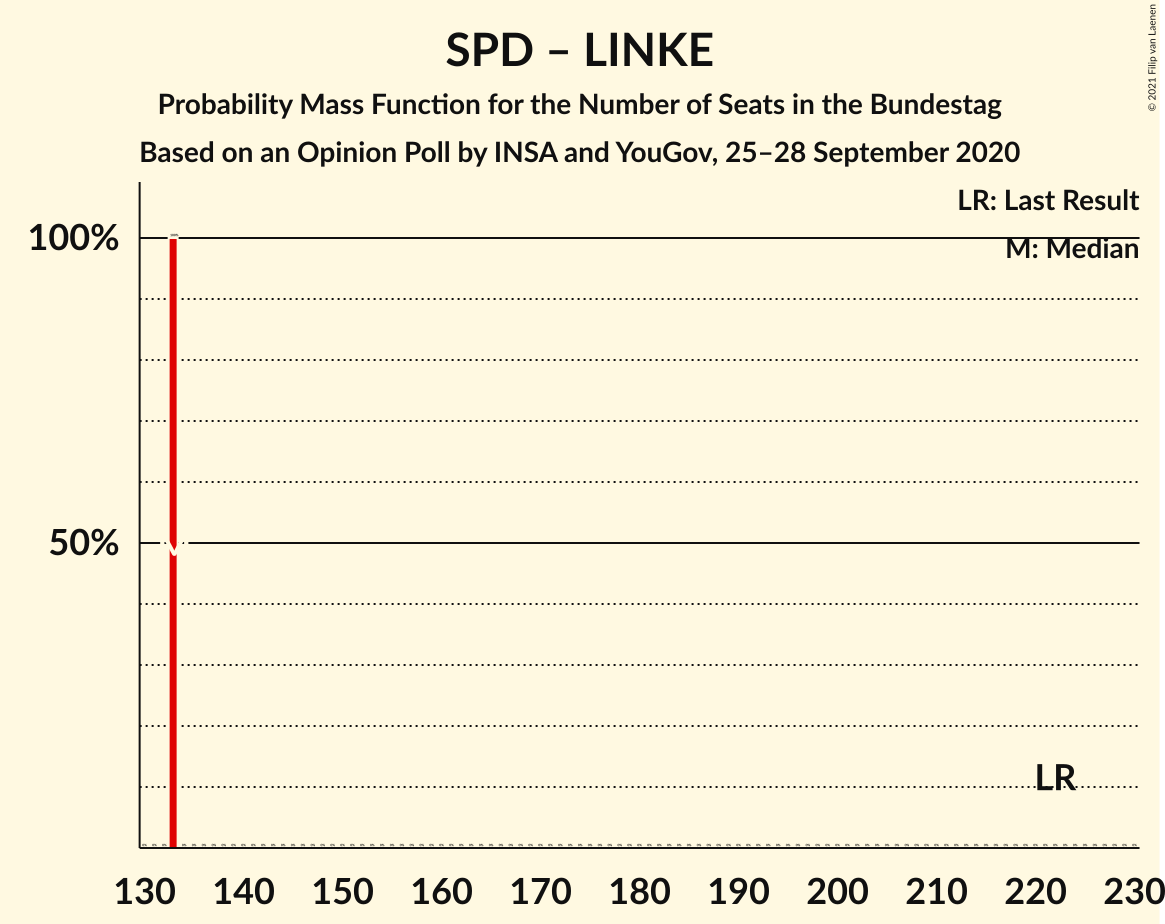 SPD – LINKE
Probability Mass Function for the Number of Seats in the Bundestag
Based on an Opinion Poll by INSA and YouGov, 25–28 September 2020
© 2021 Filip van Laenen
LR: Last Result
100%
M: Median
50%
M
LR
130 140 150 160 170 180 190 200 210 220 230